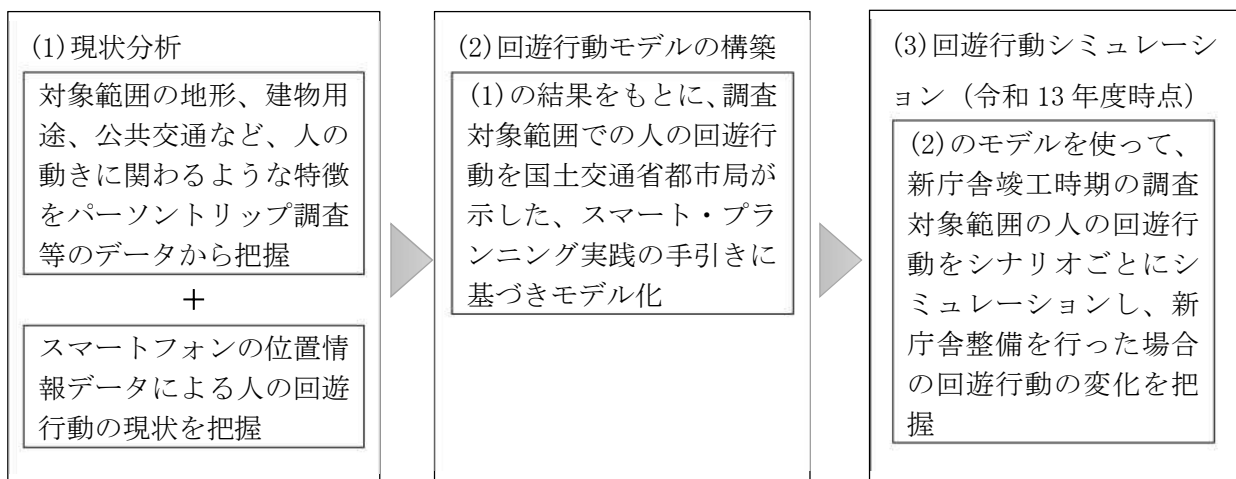 (1)現状分析
対象範囲の地形、建物用
途、公共交通など、人の
動きに関わるような特徴
をパーソントリップ調査
等のデータから把握
+
スマートフォンの位置情
報データによる人の回遊
行動の現状を把握
(2)回遊行動モデルの構築
(1)の結果をもとに、調査
対象範囲での人の回遊行
動を国土交通省都市局が
示した、スマート・プラ
ンニング実践の手引きに
基づきモデル化
(3)回遊行動シミュレーシ
ョン（令和 13 年度時点）
(2)のモデルを使って、
新庁舎竣工時期の調査
対象範囲の人の回遊行
動をシナリオごとにシ
ミュレーションし、新
庁舎整備を行った場合
の回遊行動の変化を把
握